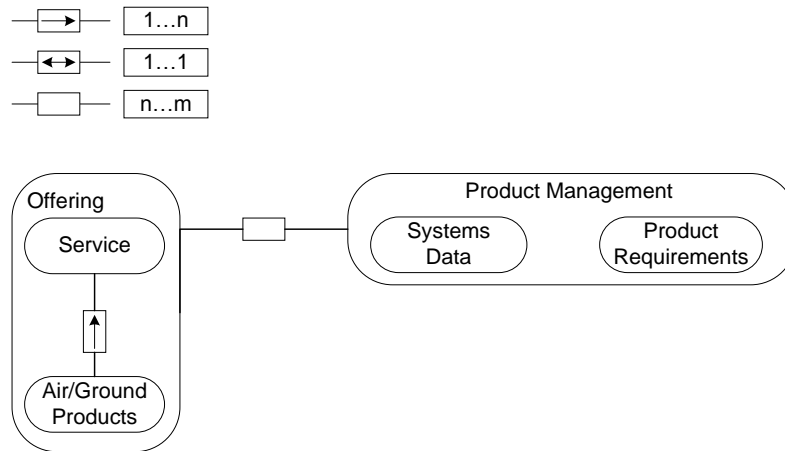 1…n
1…1
n…m
Offering
Service
Air/Ground
Products
Product Management
Systems
Data
Product
Requirements